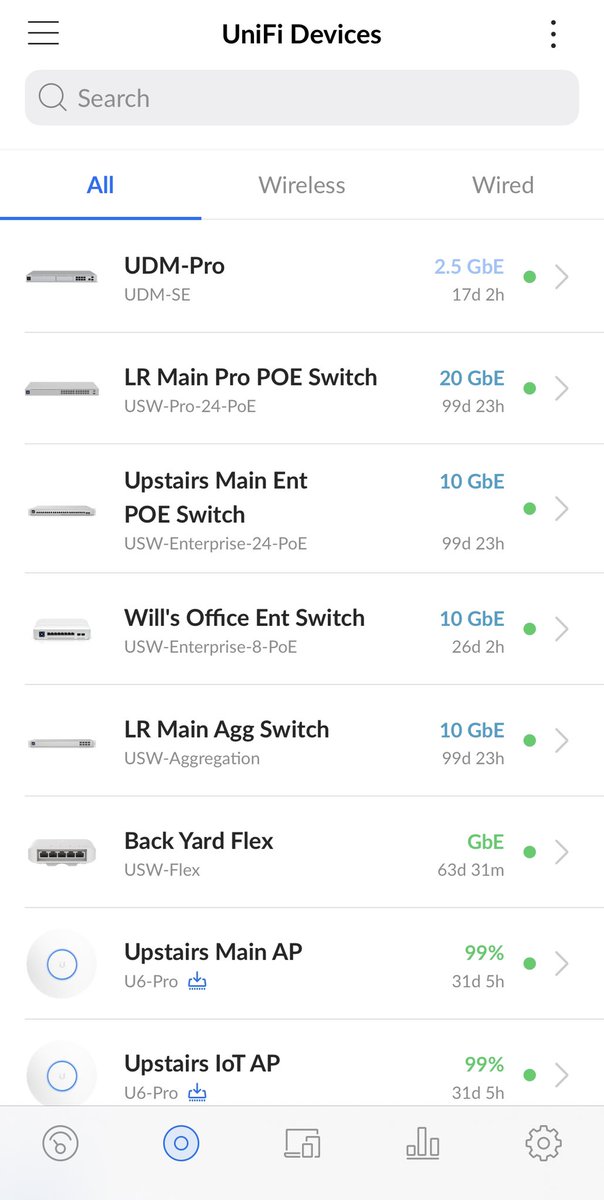 UniFi Devices
Search
All Wireless Wired
UDM-Pro 2.5 GbE
UDM-SE 17d 2h
LR Main Pro POE Switch 20 GbE
USW-Pro-24-PoE 99d 23h
Upstairs Main Ent 10 GbE
POE Switch
USW-Enterprise-24-PoE 99d 23h
Will's Office Ent Switch 10 GbE
USW-Enterprise-8-PoE 26d 2h
LR Main Agg Switch 10 GbE
USW-Aggregation 99d 23h
Back Yard Flex GbE
USW-Flex 63d 31m
Upstairs Main AP 99%
U6-Pro 31d 5h
Upstairs IoT AP 99%
U6-Pro 31d 5h